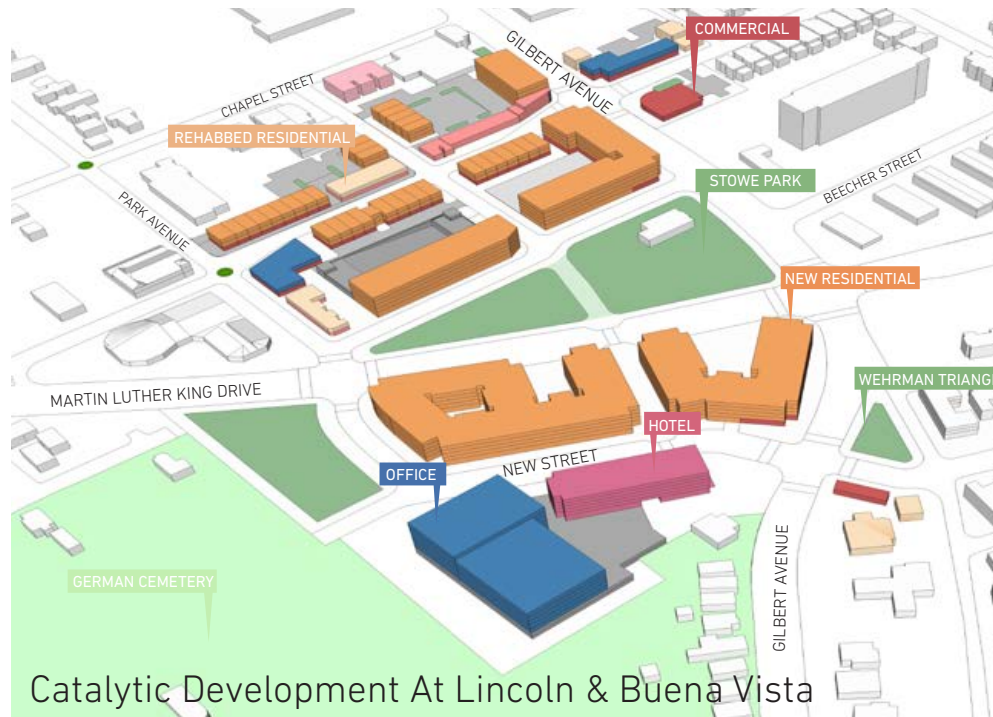 COMMERCIAL
GILBERT AVENUE
CHAPEL STREET
REHABBED RESIDENTIAL
STOWE PARK
BEECHER STREET
PARK AVENUE
NEW RESIDENTIAL
MARTIN LUTHER KING DRIVE
WEHRMAN TRIANG
HOTEL
NEW STREET
OFFICE
GILBERT AVENUE
GERMAN CEMETERY
Catalytic Development At Lincoln & Buena Vista